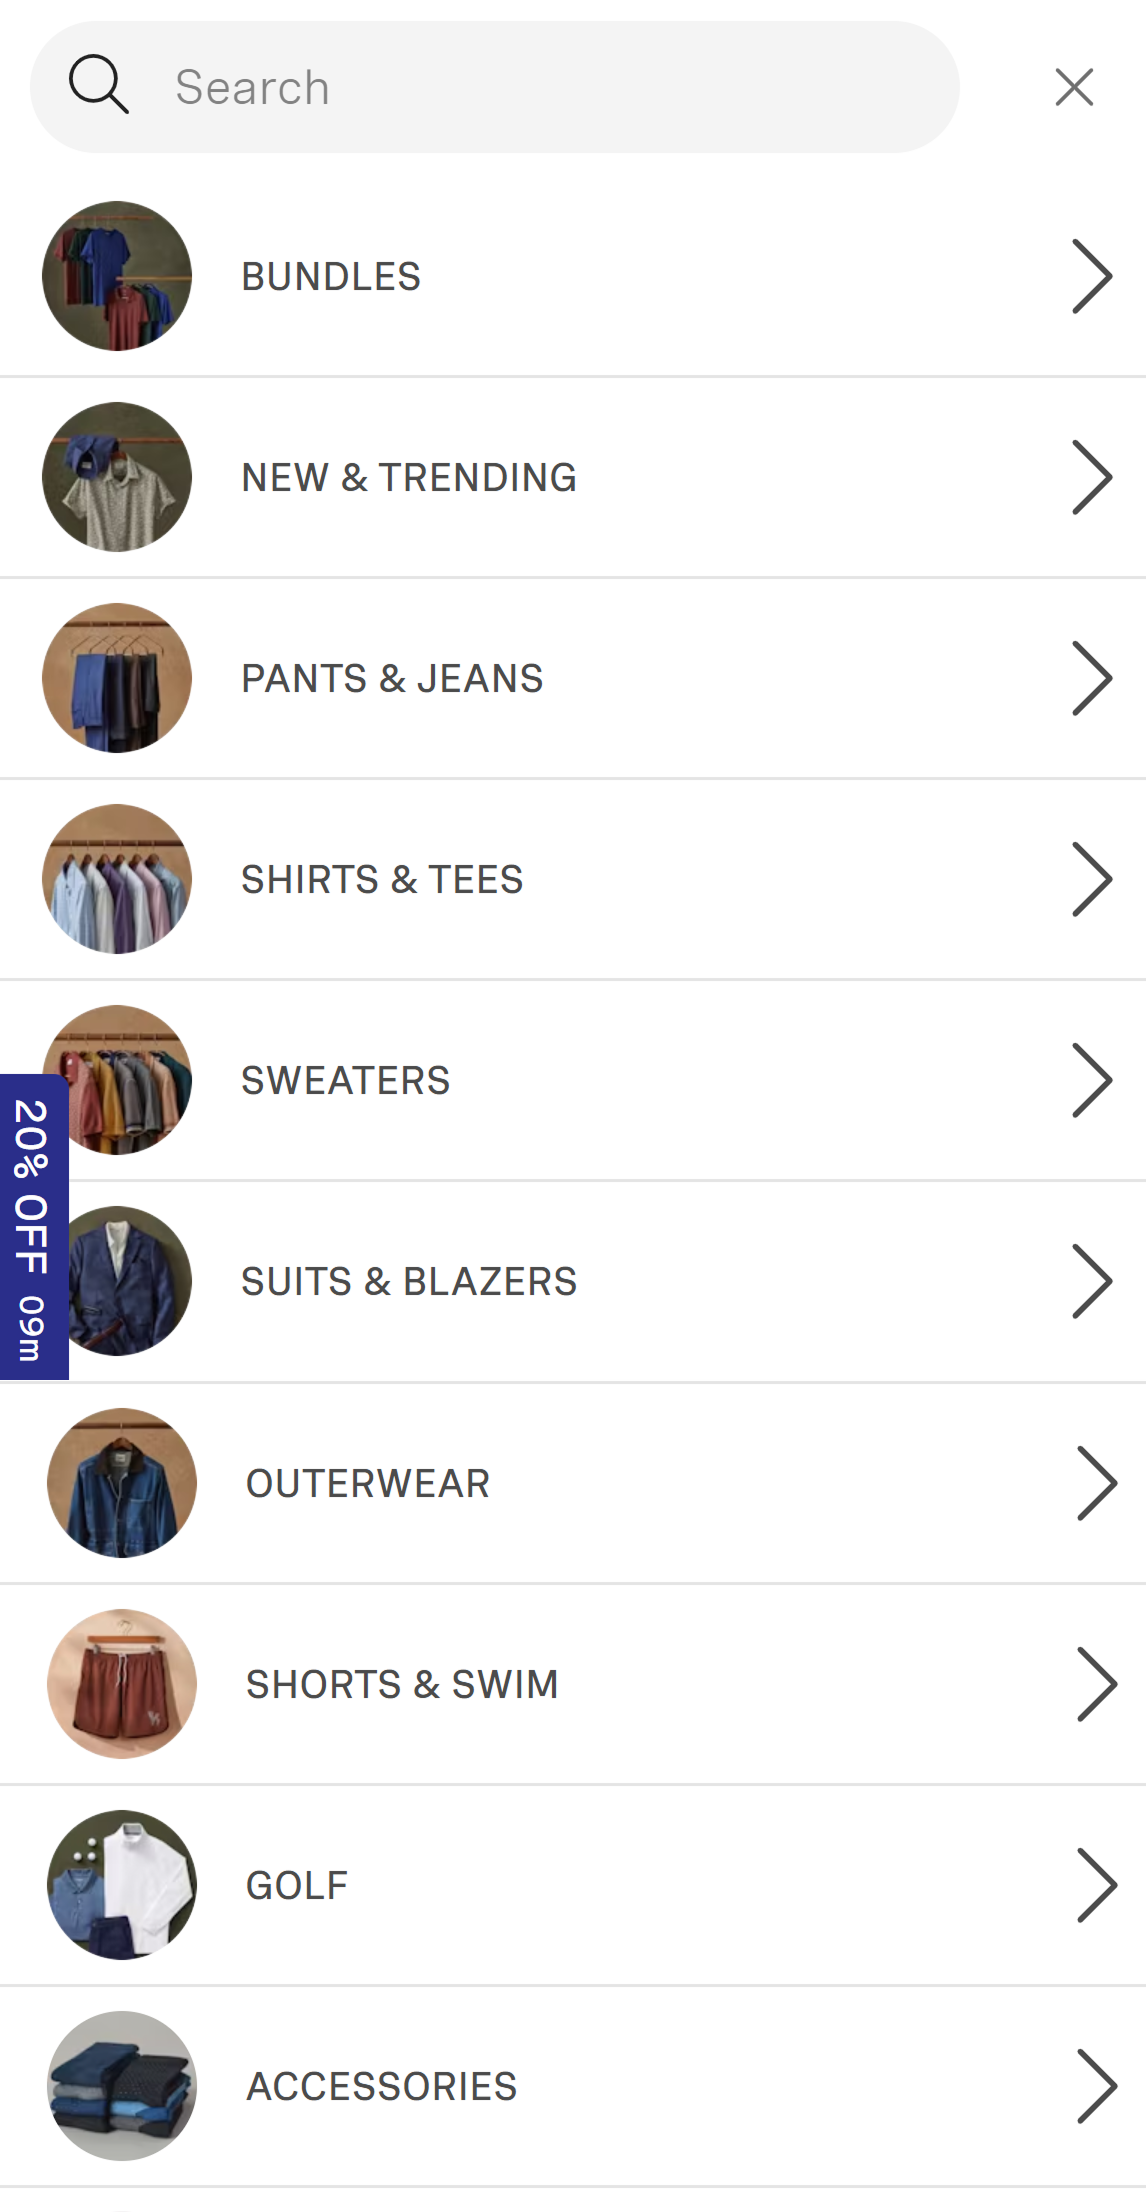 Search
BUNDLES
NEW & TRENDING
PANTS & JEANS
SHIRTS & TEES
SWEATERS
20% OFF 09m
SUITS & BLAZERS
OUTERWEAR
SHORTS & SWIM
GOLF
ACCESSORIES